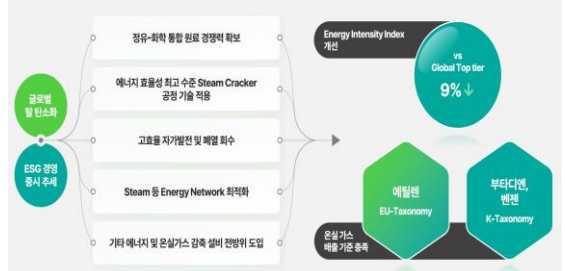 글로벌
탈 탄소화
ESG 경영
중시 추세
정유-화학 통합 원료 경쟁력 확보
에너지 효율성 최고 수준 Steam Cracker
공정 기술 적용
고효율 자가발전 및 폐열 회수
Steam 등 Energy Network 최적화
기타 에너지 및 온실가스 감축 설비 전방위 도입
Energy Intensity Index
개선
vs
Global Top tier
9%↓
에틸렌
EU-Taxonomy
부타디엔,
벤젠
K-Taxonomy
온실 가스
배출 기준 충족